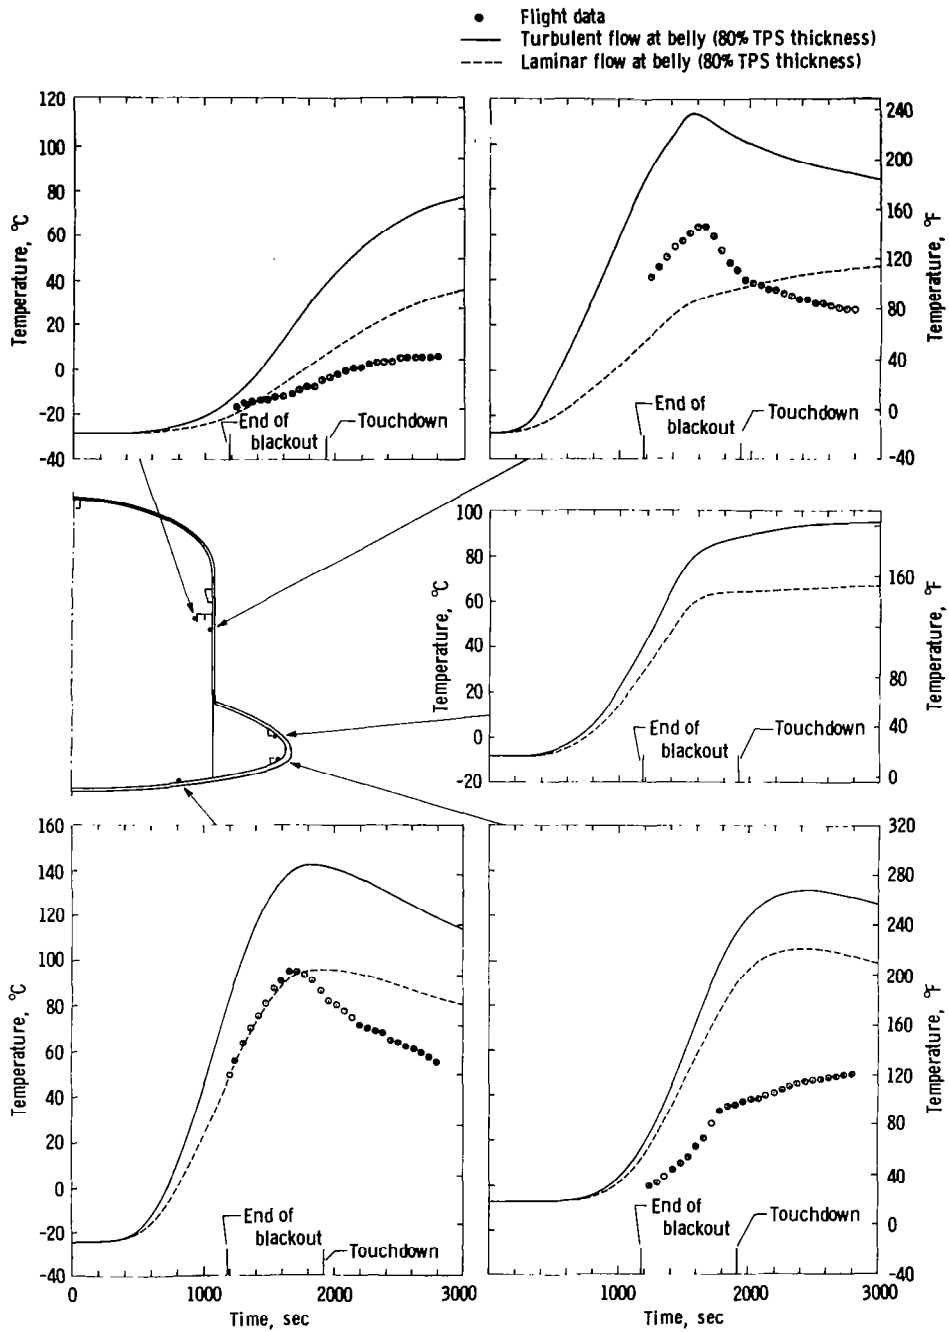 Flight data
Turbulent flow at belly (80% TPS thickness)
Laminar flow at belly (80% TPS thickness)
120
100
80
60
40
20
0
-20
-40
Temperature, °C
End of
blackout
Touchdown
240
200
160
120
80
40
0
-40
Temperature, °F
End of
blackout
Touchdown
100
80
60
40
20
0
-20
Temperature, °C
160
80
40
0
Temperature, °F
End of
blackout
Touchdown
160
140
120
100
80
60
40
20
0
-20
-40
Temperature, °C
End of
blackout
Touchdown
0
1000
2000
3000
Time, sec
320
280
240
200
160
120
80
40
0
-40
Temperature, °F
End of
blackout
Touchdown
0
1000
2000
3000
Time, sec